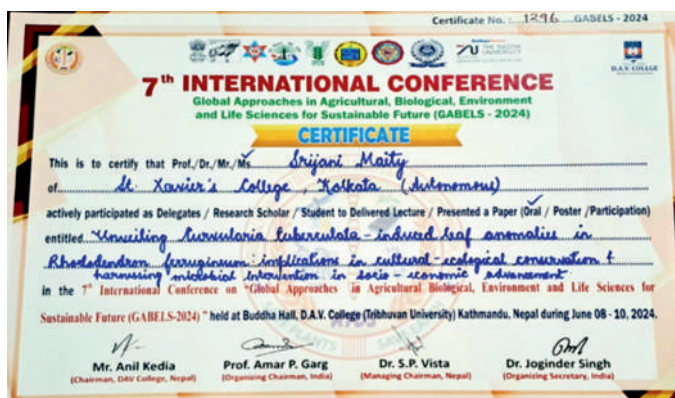 Certificate No. : 1296 GABELS - 2024
THE NEOTIA
UNIVERSITY
D.A.V. COLLEGE
7th INTERNATIONAL CONFERENCE
Global Approaches in Agricultural, Biological, Environment
and Life Sciences for Sustainable Future (GABELS - 2024)
CERTIFICATE
This is to certify that Prof./Dr./Mr./Ms. Srijani Maity
of St. Xavier's College, Kolkata (Autonomous)
actively participated as Delegates / Research Scholar / Student to Delivered Lecture / Presented a Paper (Oral / Poster /Participation)
entitled "Unveiling Curvularia tuberculata-induced leaf anomalies in
Rhododendron ferrugineum: implications in cultural-ecological conservation &
harnessing microbial intervention in socio-economic advancement
in the 7th International Conference on "Global Approaches in Agricultural Biological, Environment and Life Sciences for
Sustainable Future (GABELS-2024) " held at Buddha Hall, D.A.V. College (Tribhuvan University) Kathmandu, Nepal during June 08 - 10, 2024.
Mr. Anil Kedia
(Chairman, DAV College, Nepal)
Prof. Amar P. Garg
(Organizing Chairman, India)
Dr. S.P. Vista
(Managing Chairman, Nepal)
Dr. Joginder Singh
(Organizing Secretary, India)